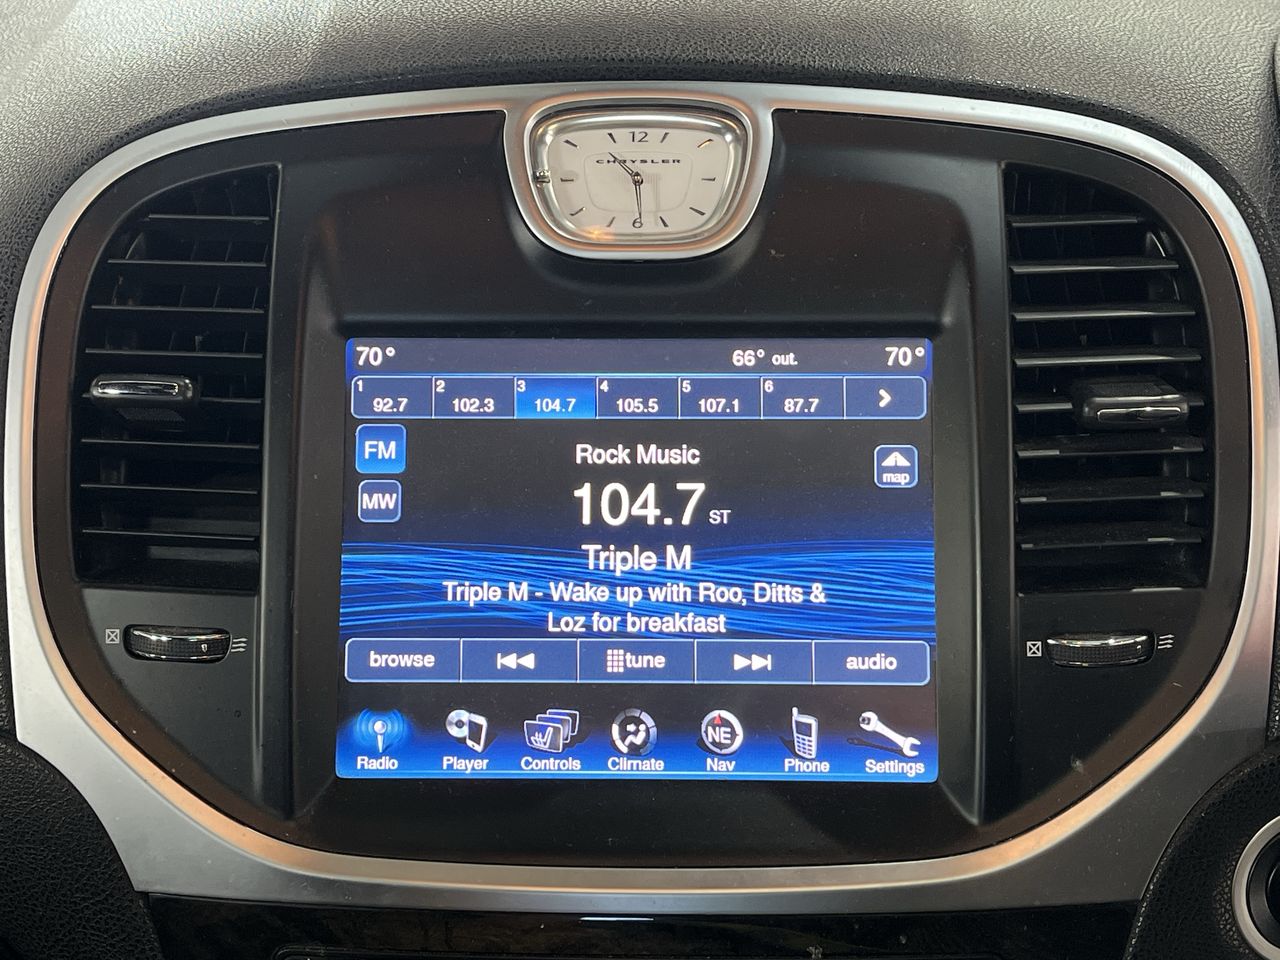 12
CHRYSLER
6
70° 66° out. 70°
1 2 3 4 5 6
92.7 102.3 104.7 105.5 107.1 87.7 >
FM Rock Music
map
MW 104.7 ST
Triple M
Triple M - Wake up with Roo, Ditts &
Loz for breakfast
browse tune audio
NE
Radio Player Controls Climate Nav Phone Settings